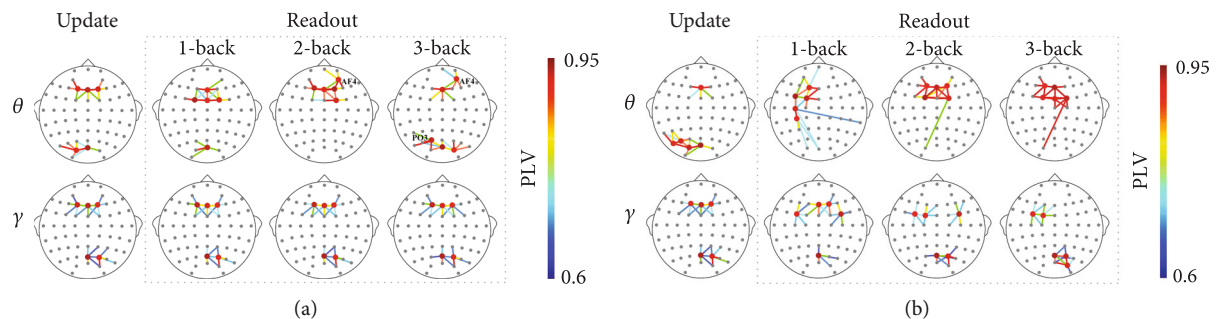 Update Readout
1-back 2-back 3-back
θ
AF4
AF4
PO3
γ
0.95
PLV
0.6
(a)
Update Readout
1-back 2-back 3-back
θ
γ
0.95
PLV
0.6
(b)